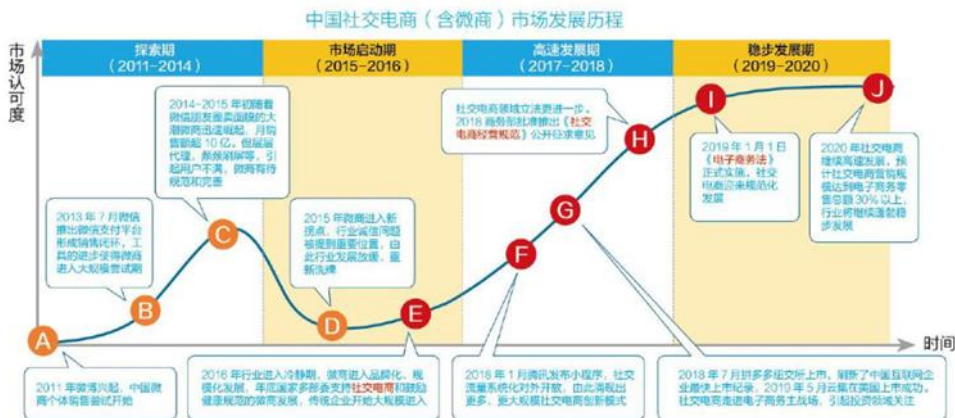 中国社交电商（含微商）市场发展历程
市场认可度
探索期
（2011-2014）
市场启动期
（2015-2016）
高速发展期
（2017-2018）
稳步发展期
（2019-2020）
2014-2015 年初随着
微信朋友圈卖面膜的大
潮微商迅速崛起，月销
售额超 10 亿。但层层
代理，频频刷屏等，引
起用户不满，微商有待
规范和完善
社交电商领域立法更进一步。
2018 商务部批准推出《社交
电商经营规范》公开征求意见
2019 年 1 月 1 日
《电子商务法》
正式实施，社交
电商迎来规范化
发展
2020 年社交电商
继续高速发展，预
计社交电商营销规
模达到电子商务零
售总额 30% 以上，
行业将继续蓬勃稳
步发展
2013 年 7 月微信
推出微信支付平台
形成销售闭环，工
具的进步使得微商
进入大规模尝试期
2015 年微商进入新
拐点，行业诚信问题
被提到重要位置，由
此行业发展放缓，重
新洗牌
A
B
C
D
E
F
G
H
I
J
时间
2011 年微博兴起，中国微
商个体销售尝试开始
2016 年行业进入冷静期，微商进入品牌化、规
模化发展，年底国家多部委支持社交电商和鼓励
健康规范的微商发展，传统企业开始大规模进入
2018 年 1 月腾讯发布小程序，社交
流量系统化对外开放，由此涌现出
更多、更大规模社交电商创新模式
2018 年 7 月拼多多纽交所上市，刷新了中国互联网企
业最快上市纪录，2019 年 5 月云集在美国上市成功。
社交电商走进电子商务主战场，引起投资领域关注